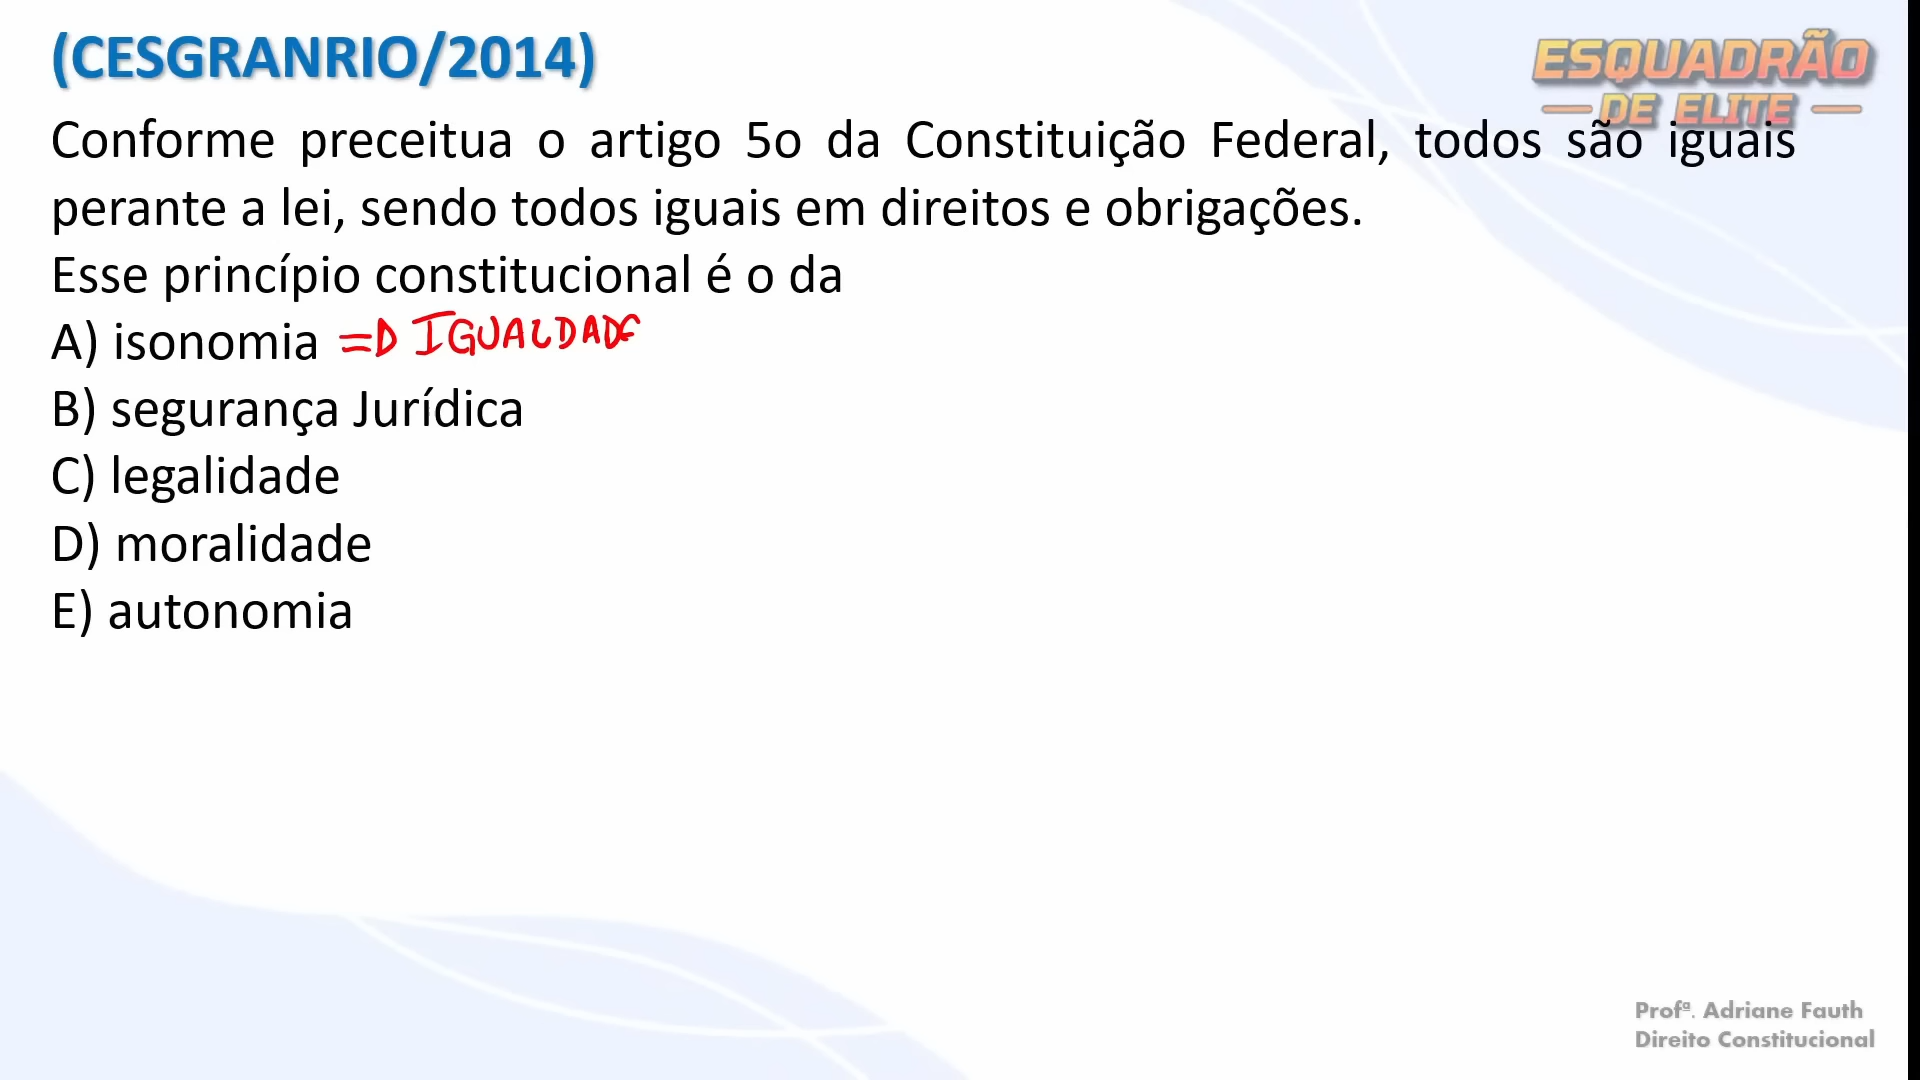 (CESGRANRIO/2014)
ESQUADRÃO
DE ELITE
Conforme preceitua o artigo 5o da Constituição Federal, todos são iguais
perante a lei, sendo todos iguais em direitos e obrigações.
Esse princípio constitucional é o da
A) isonomia => IGUALDADE
B) segurança Jurídica
C) legalidade
D) moralidade
E) autonomia
Profª. Adriane Fauth
Direito Constitucional